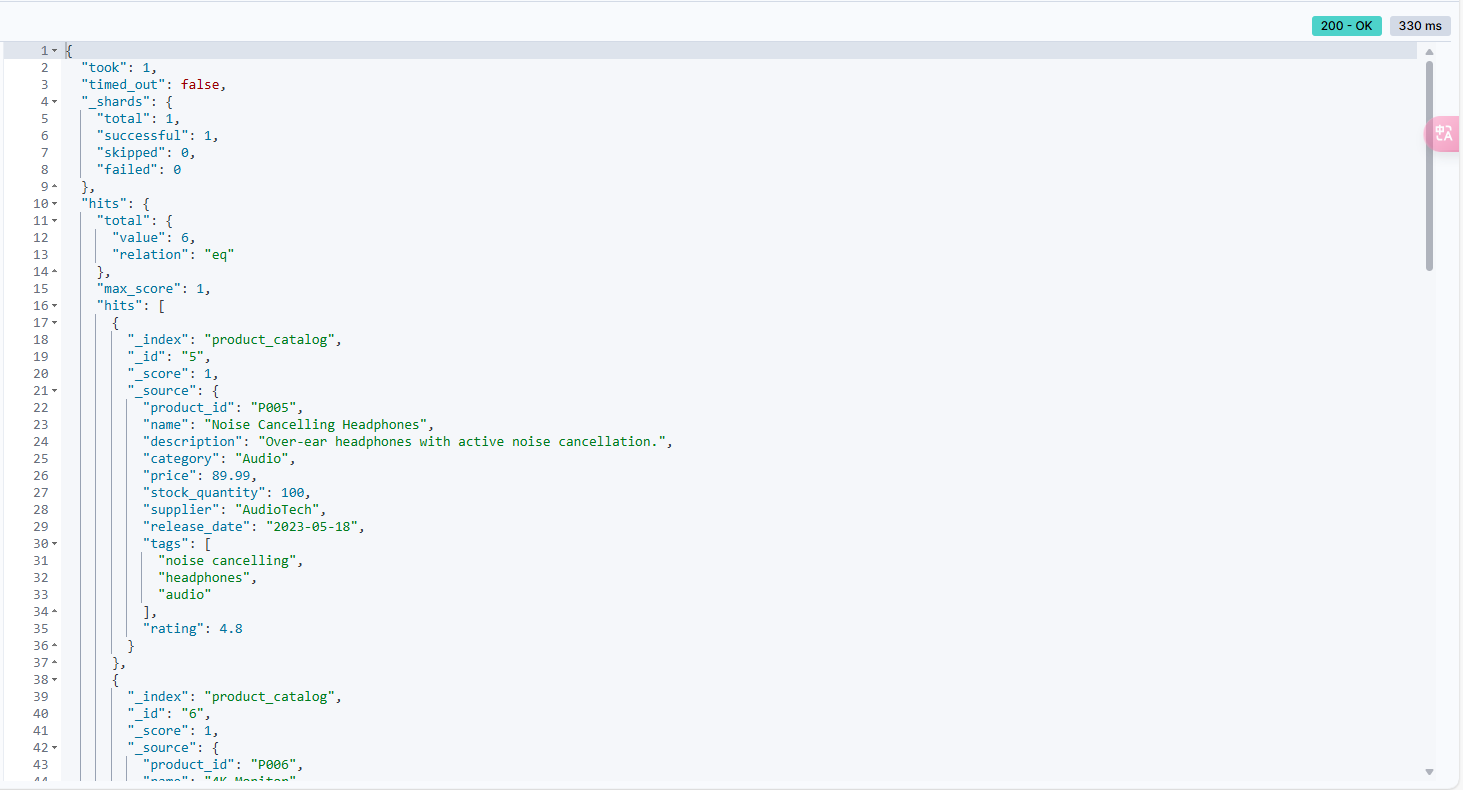 200 - OK 330 ms
1 {
2 "took": 1,
3 "timed_out": false,
4 "_shards": {
5 "total": 1,
6 "successful": 1,
7 "skipped": 0,
8 "failed": 0
9 },
10 "hits": {
11 "total": {
12 "value": 6,
13 "relation": "eq"
14 },
15 "max_score": 1,
16 "hits": [
17 {
18 "_index": "product_catalog",
19 "_id": "5",
20 "_score": 1,
21 "_source": {
22 "product_id": "P005",
23 "name": "Noise Cancelling Headphones",
24 "description": "Over-ear headphones with active noise cancellation.",
25 "category": "Audio",
26 "price": 89.99,
27 "stock_quantity": 100,
28 "supplier": "AudioTech",
29 "release_date": "2023-05-18",
30 "tags": [
31 "noise cancelling",
32 "headphones",
33 "audio"
34 ],
35 "rating": 4.8
36 }
37 },
38 {
39 "_index": "product_catalog",
40 "_id": "6",
41 "_score": 1,
42 "_source": {
43 "product_id": "P006",
44 "name": "4K Monitor",